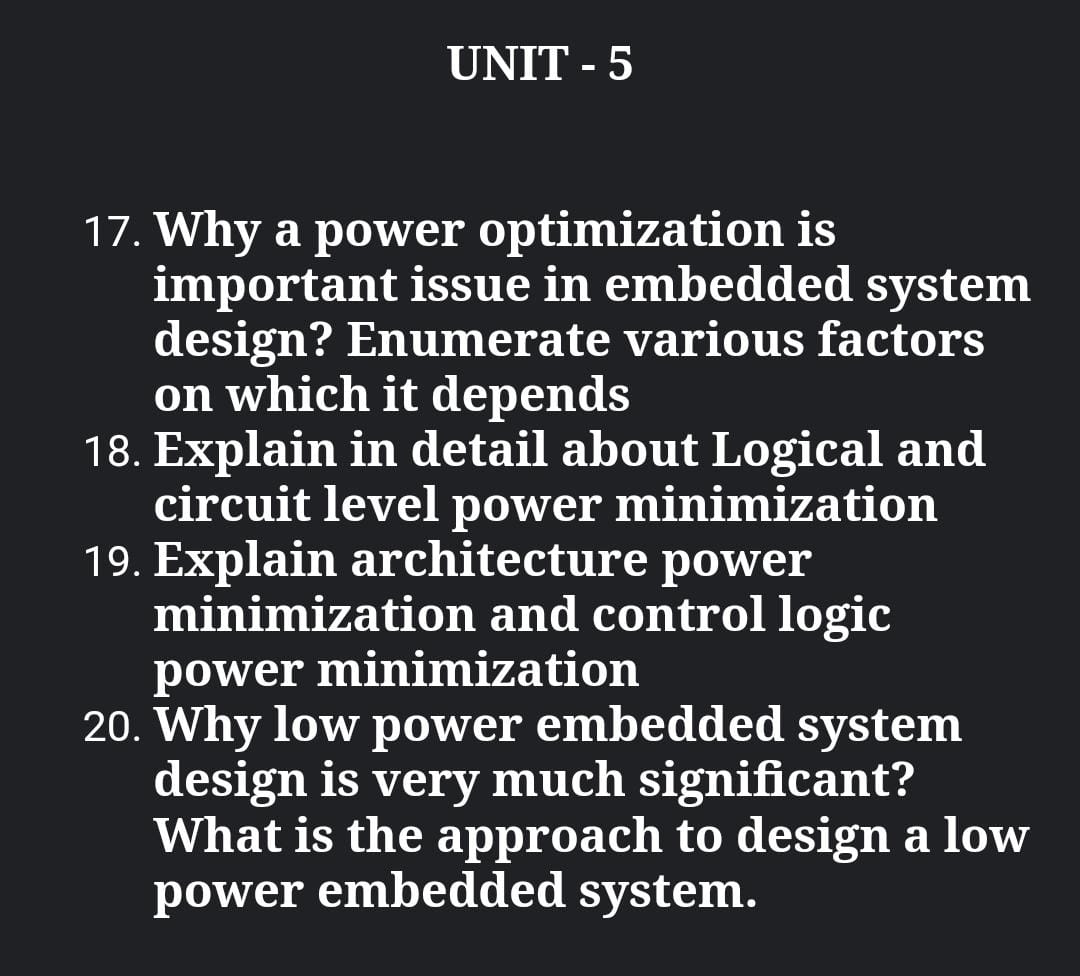 UNIT - 5
17. Why a power optimization is
important issue in embedded system
design? Enumerate various factors
on which it depends
18. Explain in detail about Logical and
circuit level power minimization
19. Explain architecture power
minimization and control logic
power minimization
20. Why low power embedded system
design is very much significant?
What is the approach to design a low
power embedded system.